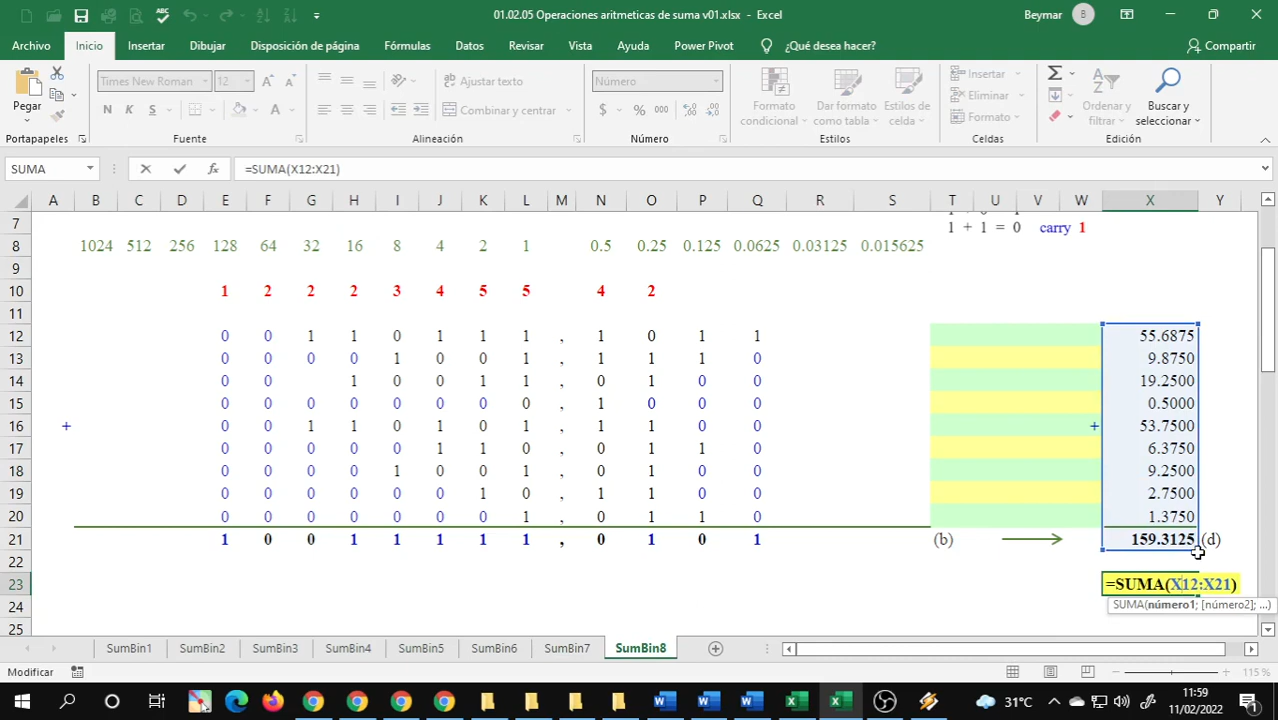 01.02.05 Operaciones aritmeticas de suma v01.xlsx - Excel
Beymar B
Archivo Inicio Insertar Dibujar Disposición de página Fórmulas Datos Revisar Vista Ayuda Power Pivot ¿Qué desea hacer? Compartir
Times New Roman 12 Ajustar texto Número Insertar
Pegar N K S Combinar y centrar $ % 000 Formato condicional Dar formato como tabla Estilos de celda Eliminar Formato Ordenar y filtrar Buscar y seleccionar
Portapapeles Fuente Alineación Número Estilos Celdas Edición
SUMA fx =SUMA(X12:X21)
A B C D E F G H I J K L M N O P Q R S T U V W X Y
7
8 1024 512 256 128 64 32 16 8 4 2 1 0.5 0.25 0.125 0.0625 0.03125 0.015625 1 + 1 = 0 carry 1
9
10 1 2 2 2 3 4 5 5 4 2
11
12 0 0 1 1 0 1 1 1 , 1 0 1 1 55.6875
13 0 0 0 0 1 0 0 1 , 1 1 1 0 9.8750
14 0 0 1 0 0 1 1 , 0 1 0 0 19.2500
15 0 0 0 0 0 0 0 0 , 1 0 0 0 0.5000
16 + 0 0 1 1 0 1 0 1 , 1 1 0 0 + 53.7500
17 0 0 0 0 0 1 1 0 , 0 1 1 0 6.3750
18 0 0 0 0 1 0 0 1 , 0 1 0 0 9.2500
19 0 0 0 0 0 0 1 0 , 1 1 0 0 2.7500
20 0 0 0 0 0 0 0 1 , 0 1 1 0 1.3750
21 1 0 0 1 1 1 1 1 , 0 1 0 1 (b) 159.3125 (d)
22
23 =SUMA(X12:X21)
24 SUMA(número1; [número2]; ...)
25
SumBin1 SumBin2 SumBin3 SumBin4 SumBin5 SumBin6 SumBin7 SumBin8
Modificar 115 %
31°C 11:59
11/02/2022